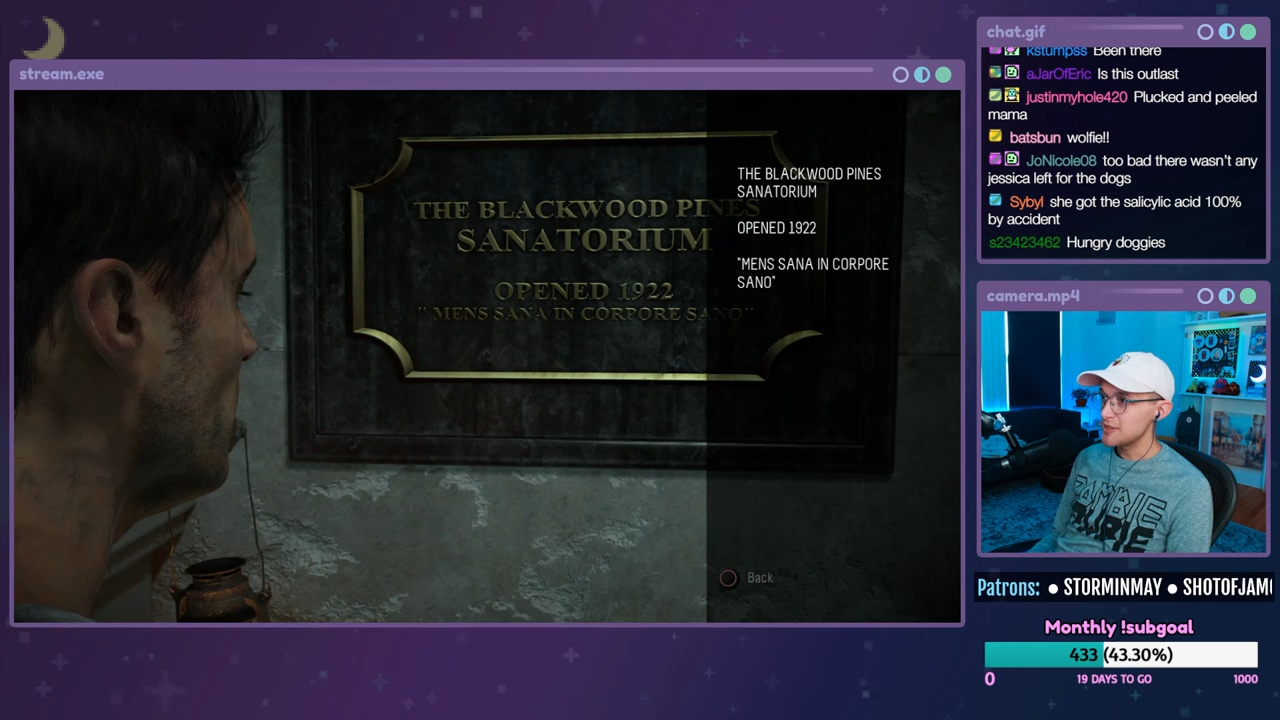 stream.exe
THE BLACKWOOD PINES
SANATORIUM
OPENED 1922
"MENS SANA IN CORPORE SANO"
THE BLACKWOOD PINES
SANATORIUM
OPENED 1922
"MENS SANA IN CORPORE
SANO"
Back
chat.gif
kstumpss Been there
aJarOfEric Is this outlast
justinmyhole420 Plucked and peeled
mama
batsbun wolfie!!
JoNicole08 too bad there wasn't any
jessica left for the dogs
Sybyl she got the salicylic acid 100%
by accident
s23423462 Hungry doggies
camera.mp4
ZOMBIE
Patrons: ● STORMINMAY ● SHOTOFJAM
Monthly !subgoal
433 (43.30%)
0 19 DAYS TO GO 1000